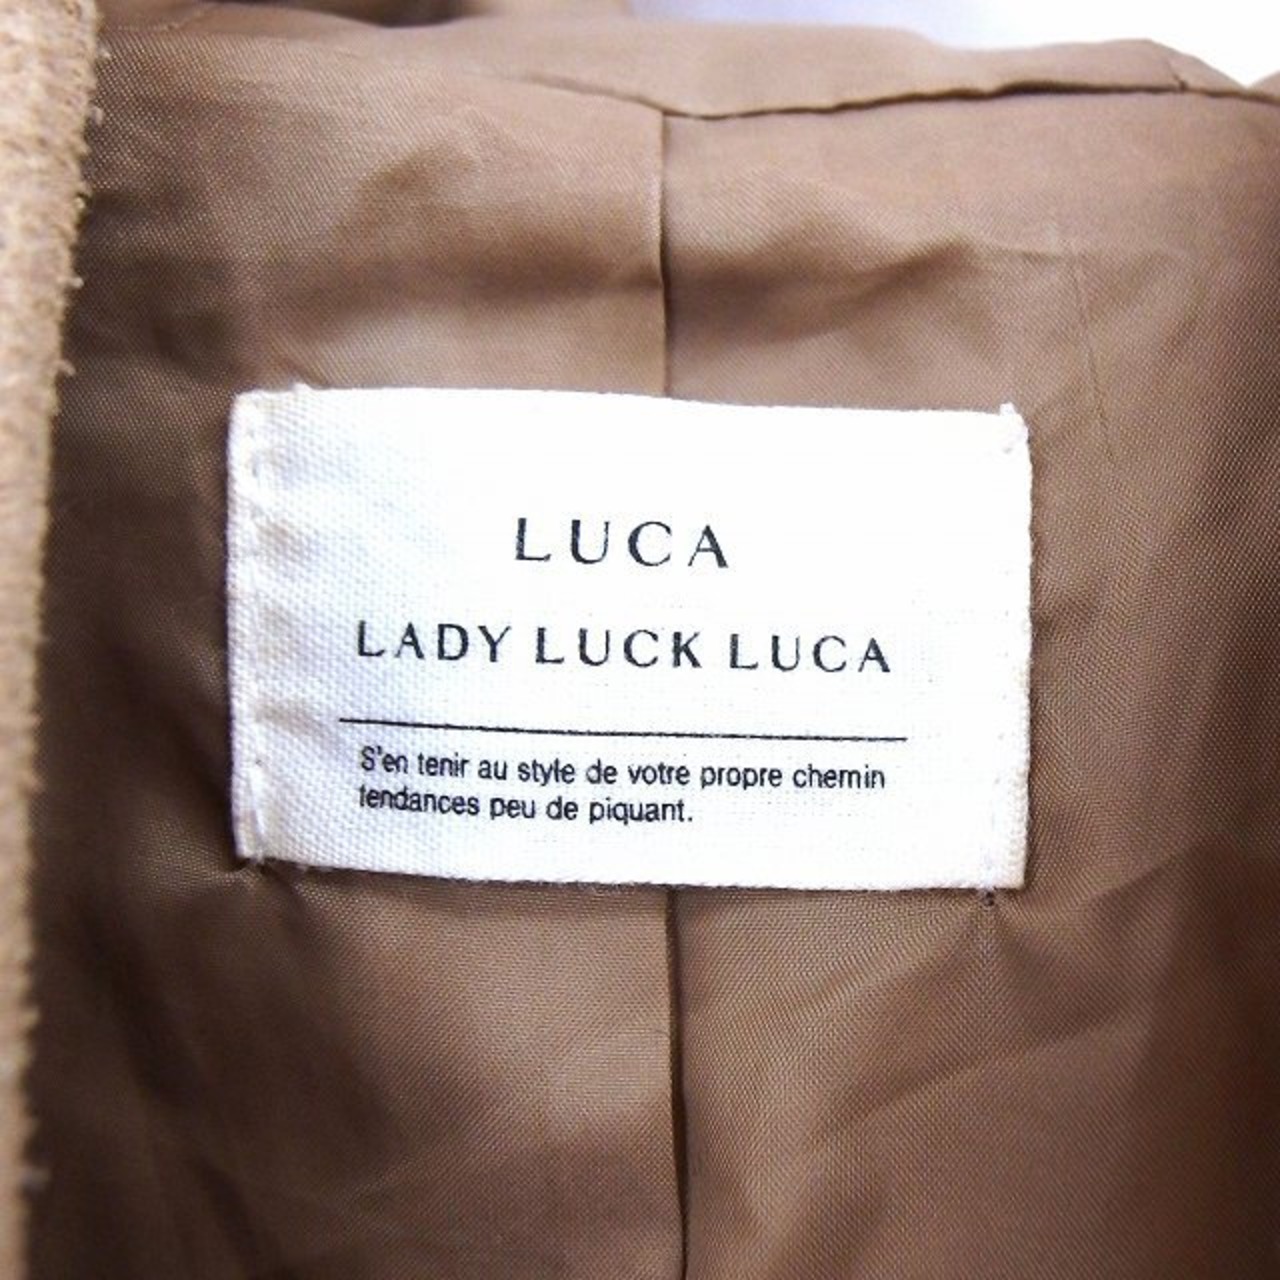 LUCA
LADY LUCK LUCA
S'en tenir au style de votre propre chemin
tendances peu de piquant.